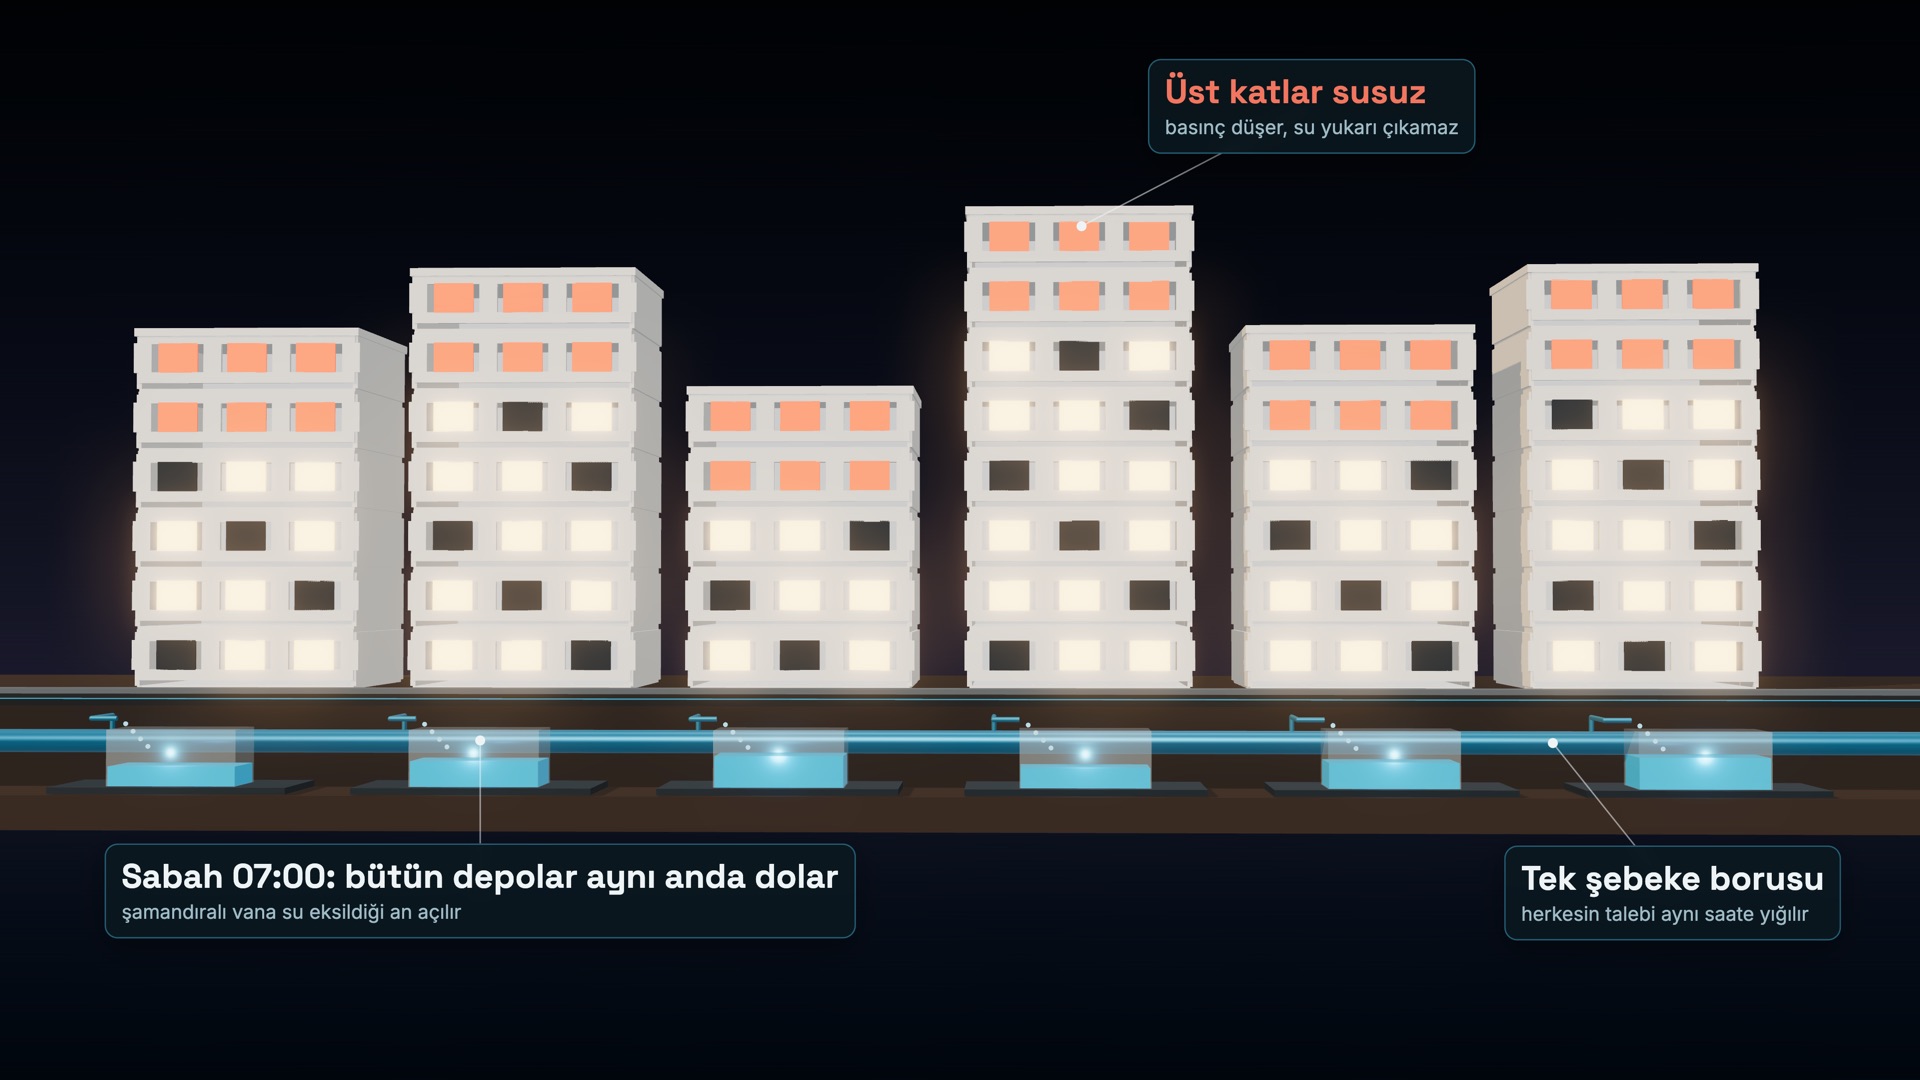 Üst katlar susuz
basınç düşer, su yukarı çıkamaz
Sabah 07:00: bütün depolar aynı anda dolar
şamandıralı vana su eksildiği an açılır
Tek şebeke borusu
herkesin talebi aynı saate yığılır